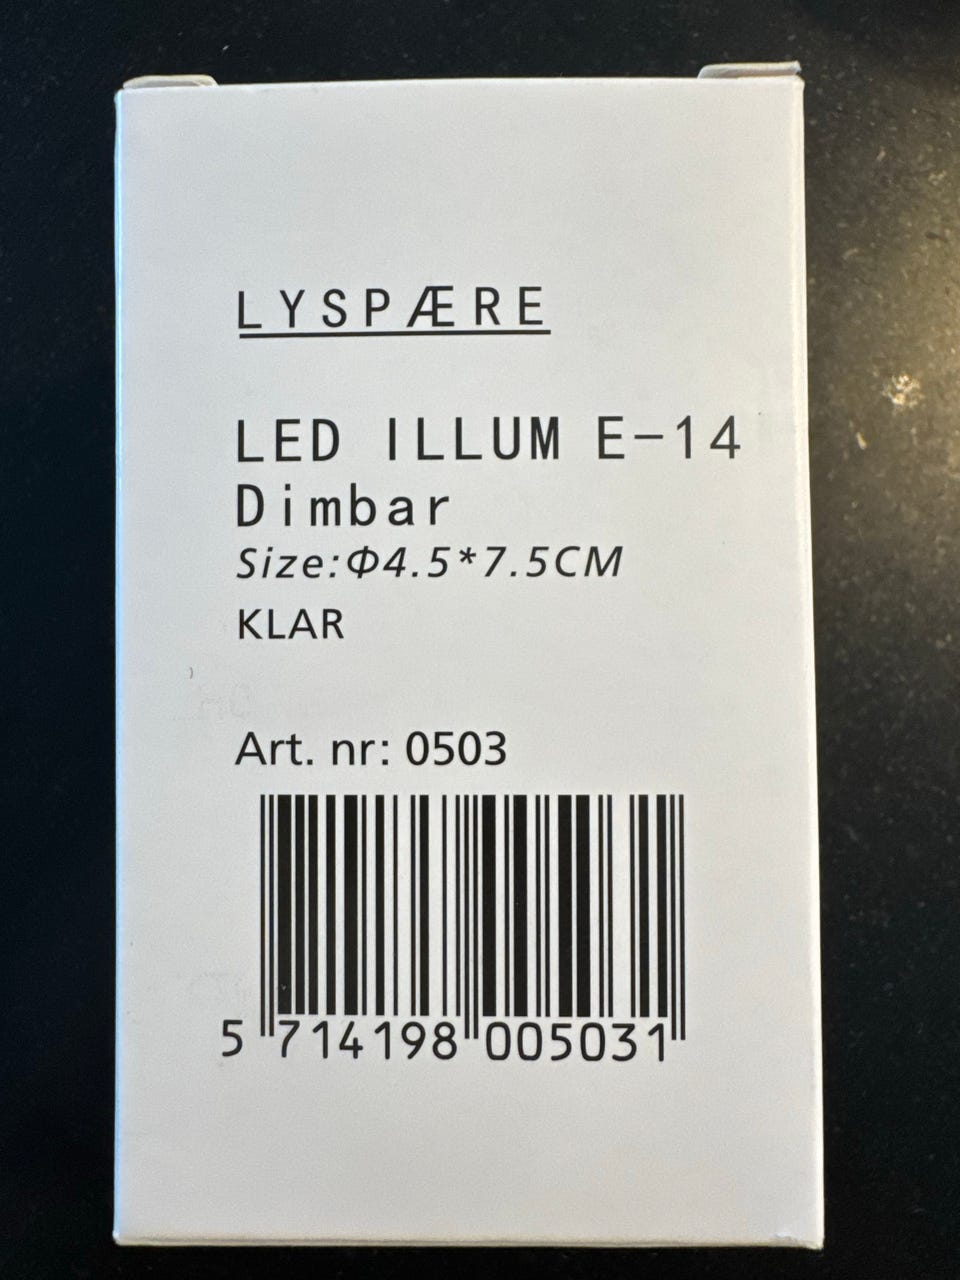 LYSPÆRE
LED ILLUM E-14
Dimbar
Size:Φ4.5*7.5CM
KLAR
Art. nr: 0503
5 714198 005031